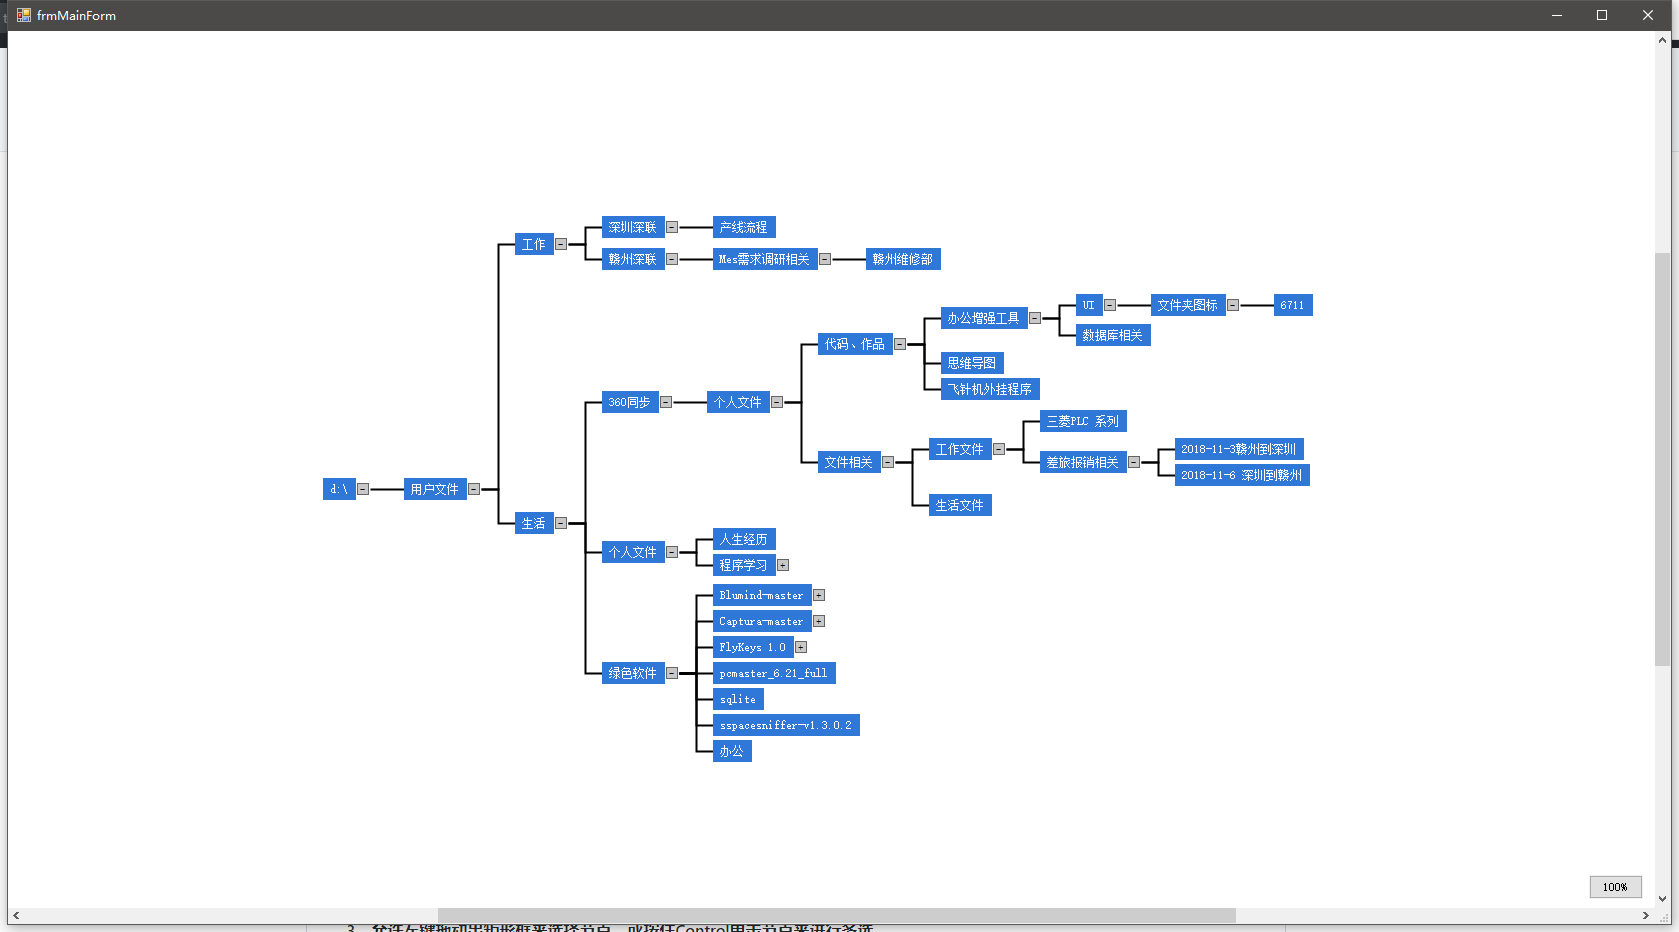 frmMainForm
深圳深联
产线流程
工作
赣州深联
Mes需求调研相关
赣州维修部
UI
文件夹图标
6711
办公增强工具
数据库相关
代码、作品
思维导图
飞针机外挂程序
360同步
个人文件
三菱PLC 系列
工作文件
2018-11-3赣州到深圳
文件相关
差旅报销相关
2018-11-6 深圳到赣州
d:\
用户文件
生活文件
生活
人生经历
个人文件
程序学习
Blumind-master
Captura-master
FlyKeys 1.0
绿色软件
pcmaster_6.21_full
sqlite
sspacesniffer-v1.3.0.2
办公
100%